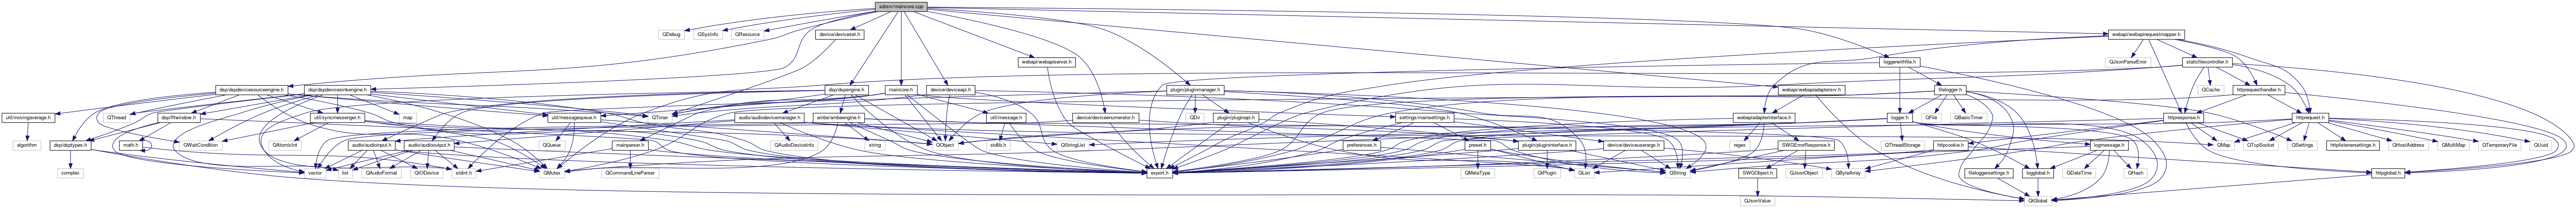 sdrsrv/maincore.cpp
QDebug
QSysInfo
QResource
device/deviceset.h
webapi/webapirequestmapper.h
webapi/webapiserver.h
loggerwithfile.h
QJsonParseError
staticfilecontroller.h
dsp/dspdevicesourceengine.h
dsp/dspdevicesinkengine.h
dsp/dspengine.h
maincore.h
device/deviceapi.h
plugin/pluginmanager.h
webapi/webapiadaptersrv.h
filelogger.h
QCache
httprequesthandler.h
util/movingaverage.h
QThread
dsp/fftwindow.h
util/syncmessenger.h
map
util/messagequeue.h
QTimer
audio/audiodevicemanager.h
ambe/ambeengine.h
util/message.h
device/deviceenumerator.h
QDir
plugin/pluginapi.h
settings/mainsettings.h
webapiadapterinterface.h
logger.h
QFile
QBasicTimer
httpresponse.h
httprequest.h
algorithm
dsp/dsptypes.h
math.h
QWaitCondition
QAtomicInt
audio/audioinput.h
audio/audiooutput.h
QQueue
mainparser.h
QAudioDeviceInfo
string
QObject
stdlib.h
QStringList
preferences.h
preset.h
plugin/plugininterface.h
device/deviceuserargs.h
regex
SWGErrorResponse.h
QThreadStorage
httpcookie.h
logmessage.h
QMap
QTcpSocket
QSettings
httplistenersettings.h
QHostAddress
QMultiMap
QTemporaryFile
QUuid
complex
vector
list
QAudioFormat
QIODevice
stdint.h
QMutex
QCommandLineParser
export.h
QMetaType
QtPlugin
QList
QString
SWGObject.h
QJsonObject
QByteArray
fileloggersettings.h
logglobal.h
QDateTime
QHash
httpglobal.h
QJsonValue
QtGlobal